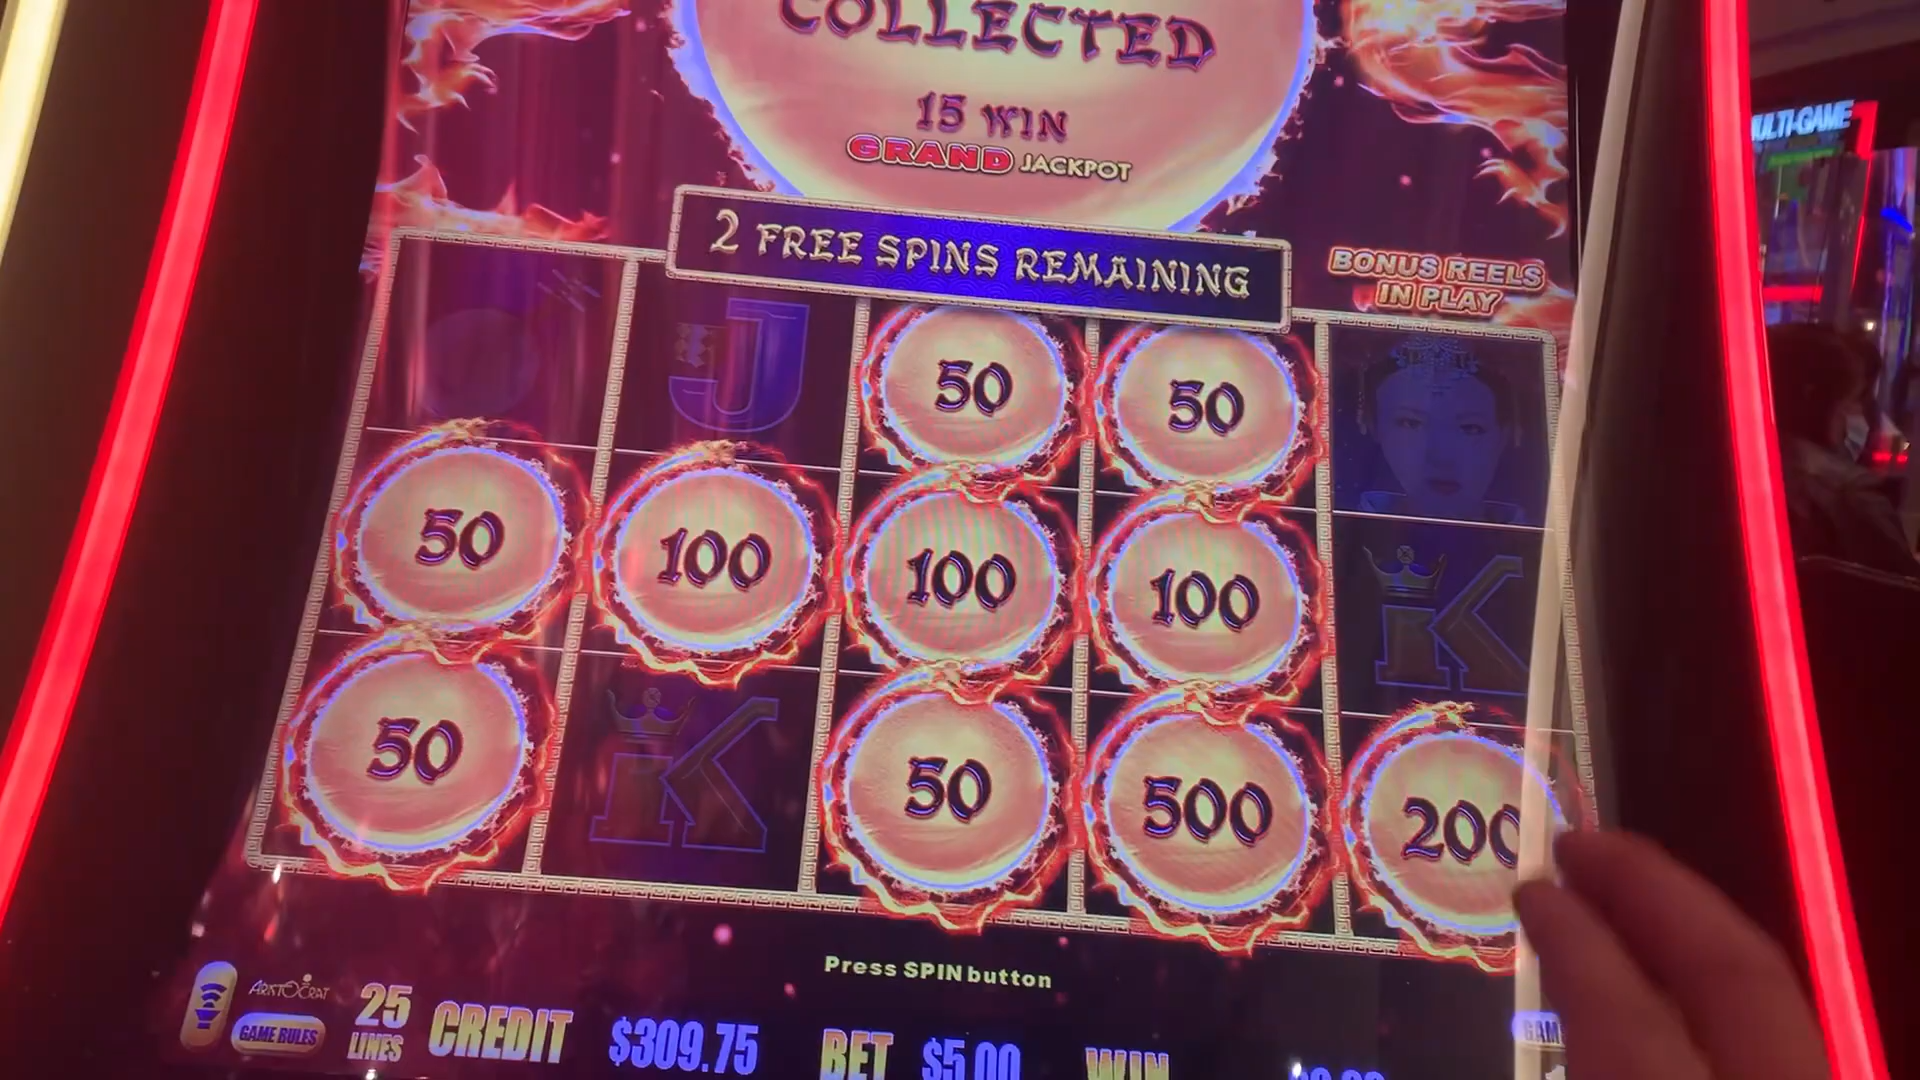 COLLECTED
15 WIN
GRAND JACKPOT
2 FREE SPINS REMAINING
BONUS REELS
IN PLAY
MULTI-GAME
J
50
50
50
100
100
100
K
50
K
50
500
200
Press SPIN button
ARISTOCRAT
GAME RULES
25
LINES
CREDIT
$309.75
BET
$5.00
WIN